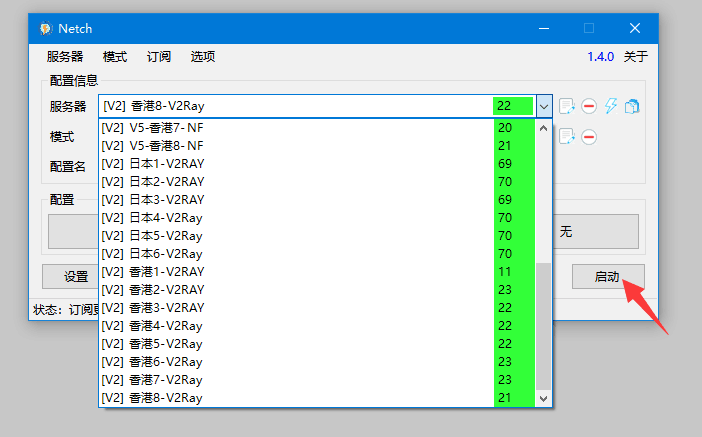 Netch
服务器 模式 订阅 选项 1.4.0 关于
配置信息
服务器 [V2] 香港8-V2Ray 22
模式
配置名
[V2] V5-香港7- NF 20
[V2] V5-香港8- NF 21
[V2] 日本1-V2RAY 69
[V2] 日本2-V2RAY 70
[V2] 日本3-V2RAY 69
[V2] 日本4-V2Ray 70
[V2] 日本5-V2Ray 70
[V2] 日本6-V2Ray 70
[V2] 香港1-V2RAY 11
[V2] 香港2-V2RAY 23
[V2] 香港3-V2RAY 22
[V2] 香港4-V2Ray 22
[V2] 香港5-V2Ray 22
[V2] 香港6-V2Ray 23
[V2] 香港7-V2Ray 23
[V2] 香港8-V2Ray 21
配置
无
设置 启动
状态：订阅